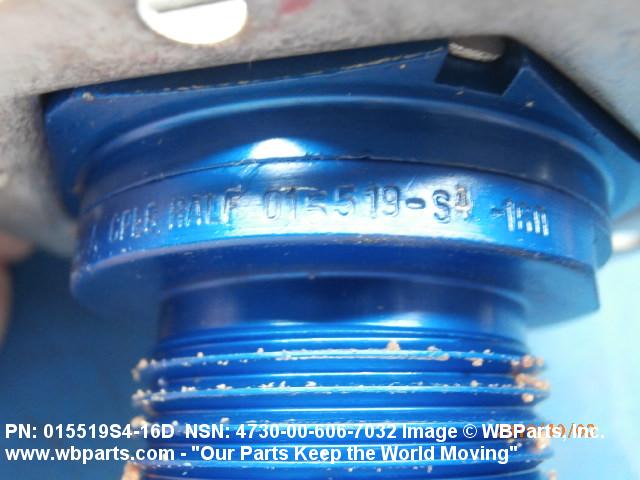 CPLG HALF 015519-S4 -16D
PN: 015519S4-16D NSN: 4730-00-606-7032 Image © WBParts, Inc.
www.wbparts.com - "Our Parts Keep the World Moving"